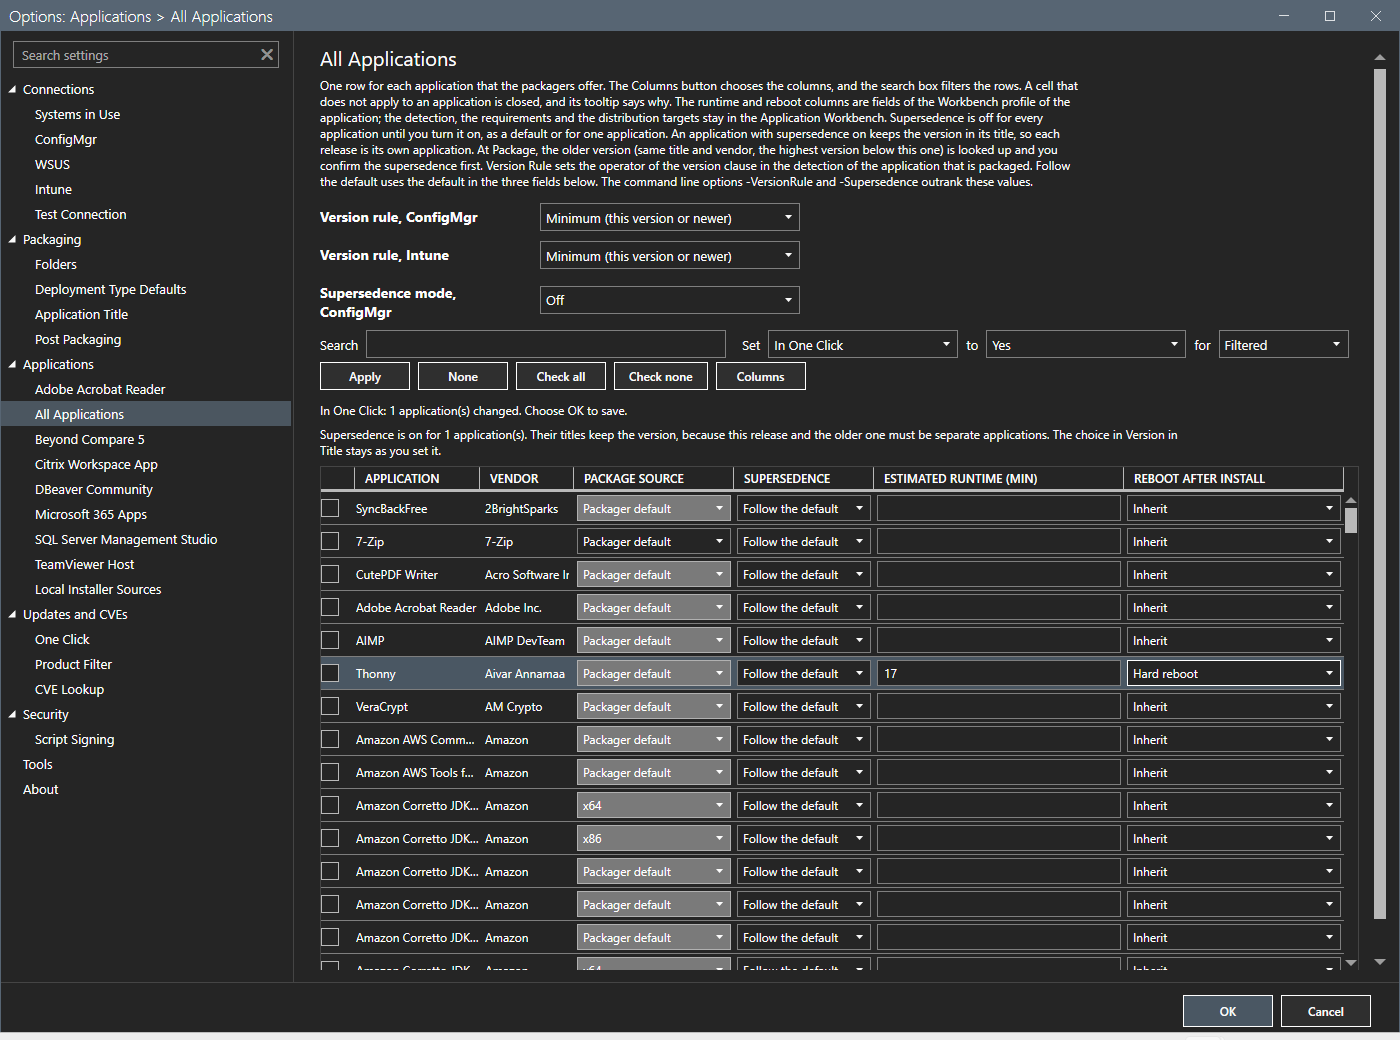 Options: Applications > All Applications
Search settings
Connections
Systems in Use
ConfigMgr
WSUS
Intune
Test Connection
Packaging
Folders
Deployment Type Defaults
Application Title
Post Packaging
Applications
Adobe Acrobat Reader
All Applications
Beyond Compare 5
Citrix Workspace App
DBeaver Community
Microsoft 365 Apps
SQL Server Management Studio
TeamViewer Host
Local Installer Sources
Updates and CVEs
One Click
Product Filter
CVE Lookup
Security
Script Signing
Tools
About
All Applications
One row for each application that the packagers offer. The Columns button chooses the columns, and the search box filters the rows. A cell that
does not apply to an application is closed, and its tooltip says why. The runtime and reboot columns are fields of the Workbench profile of the
application; the detection, the requirements and the distribution targets stay in the Application Workbench. Supersedence is off for every
application until you turn it on, as a default or for one application. An application with supersedence on keeps the version in its title, so each
release is its own application. At Package, the older version (same title and vendor, the highest version below this one) is looked up and you
confirm the supersedence first. Version Rule sets the operator of the version clause in the detection of the application that is packaged. Follow
the default uses the default in the three fields below. The command line options -VersionRule and -Supersedence outrank these values.
Version rule, ConfigMgr Minimum (this version or newer)
Version rule, Intune Minimum (this version or newer)
Supersedence mode,
ConfigMgr Off
Search Set In One Click to Yes for Filtered
Apply None Check all Check none Columns
In One Click: 1 application(s) changed. Choose OK to save.
Supersedence is on for 1 application(s). Their titles keep the version, because this release and the older one must be separate applications. The choice in Version in
Title stays as you set it.
APPLICATION VENDOR PACKAGE SOURCE SUPERSEDENCE ESTIMATED RUNTIME (MIN) REBOOT AFTER INSTALL
SyncBackFree 2BrightSparks Packager default Follow the default Inherit
7-Zip 7-Zip Packager default Follow the default Inherit
CutePDF Writer Acro Software Ir Packager default Follow the default Inherit
Adobe Acrobat Reader Adobe Inc. Packager default Follow the default Inherit
AIMP AIMP DevTeam Packager default Follow the default Inherit
Thonny Aivar Annamaa Packager default Follow the default 17 Hard reboot
VeraCrypt AM Crypto Packager default Follow the default Inherit
Amazon AWS Comm... Amazon Packager default Follow the default Inherit
Amazon AWS Tools f... Amazon Packager default Follow the default Inherit
Amazon Corretto JDK... Amazon x64 Follow the default Inherit
Amazon Corretto JDK... Amazon x86 Follow the default Inherit
Amazon Corretto JDK... Amazon Packager default Follow the default Inherit
Amazon Corretto JDK... Amazon Packager default Follow the default Inherit
Amazon Corretto JDK... Amazon Packager default Follow the default Inherit
Amazon Corretto JDK... Amazon x64 Follow the default Inherit
OK Cancel